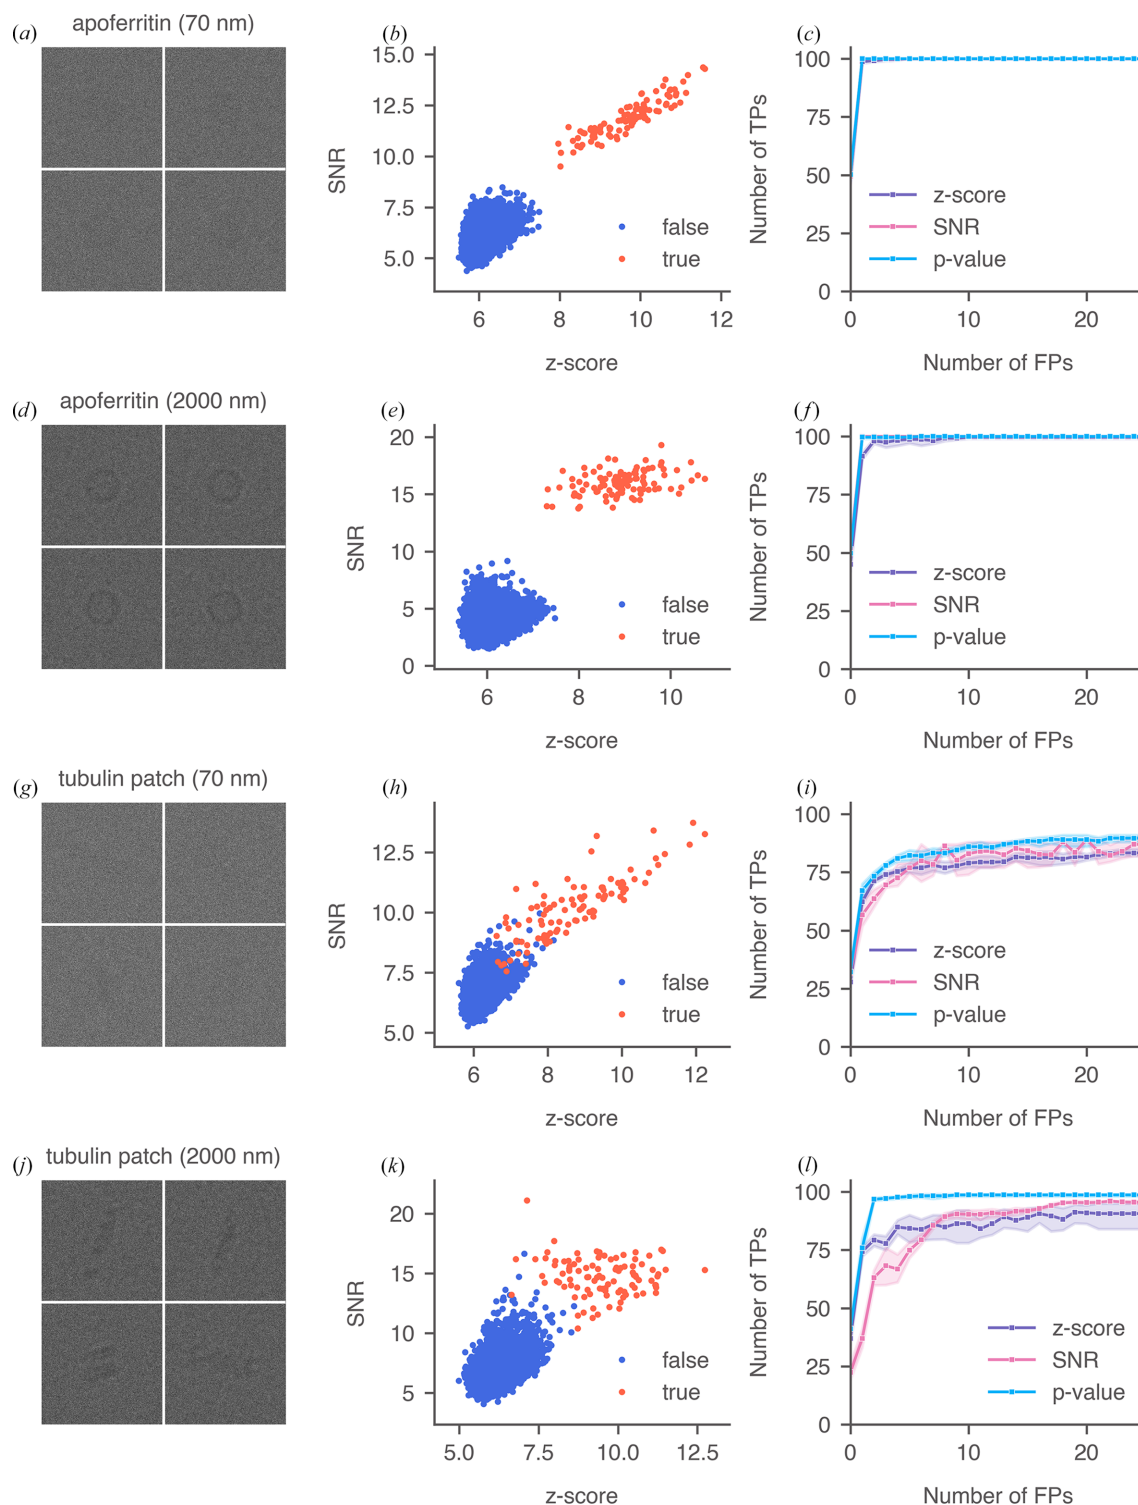 (a) apoferritin (70 nm)
(b)
15.0
12.5
10.0
7.5
5.0
SNR
false
true
6 8 10 12
z-score
(c)
100
75
50
25
0
Number of TPs
z-score
SNR
p-value
0 10 20
Number of FPs
(d) apoferritin (2000 nm)
(e)
20
15
10
5
0
SNR
false
true
6 8 10
z-score
(f)
100
75
50
25
0
Number of TPs
z-score
SNR
p-value
0 10 20
Number of FPs
(g) tubulin patch (70 nm)
(h)
12.5
10.0
7.5
5.0
SNR
false
true
6 8 10 12
z-score
(i)
100
75
50
25
0
Number of TPs
z-score
SNR
p-value
0 10 20
Number of FPs
(j) tubulin patch (2000 nm)
(k)
20
15
10
5
SNR
false
true
5.0 7.5 10.0 12.5
z-score
(l)
100
75
50
25
0
Number of TPs
z-score
SNR
p-value
0 10 20
Number of FPs